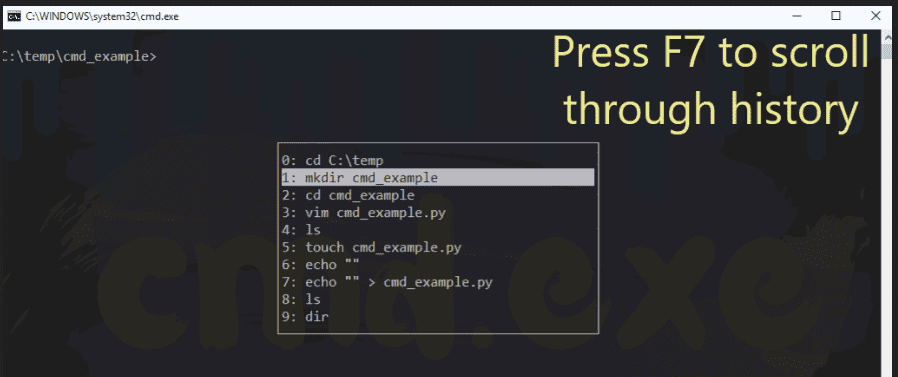 C:\WINDOWS\system32\cmd.exe
C:\temp\cmd_example>
Press F7 to scroll
through history
0: cd C:\temp
1: mkdir cmd_example
2: cd cmd_example
3: vim cmd_example.py
4: ls
5: touch cmd_example.py
6: echo ""
7: echo "" > cmd_example.py
8: ls
9: dir
cmd.exe